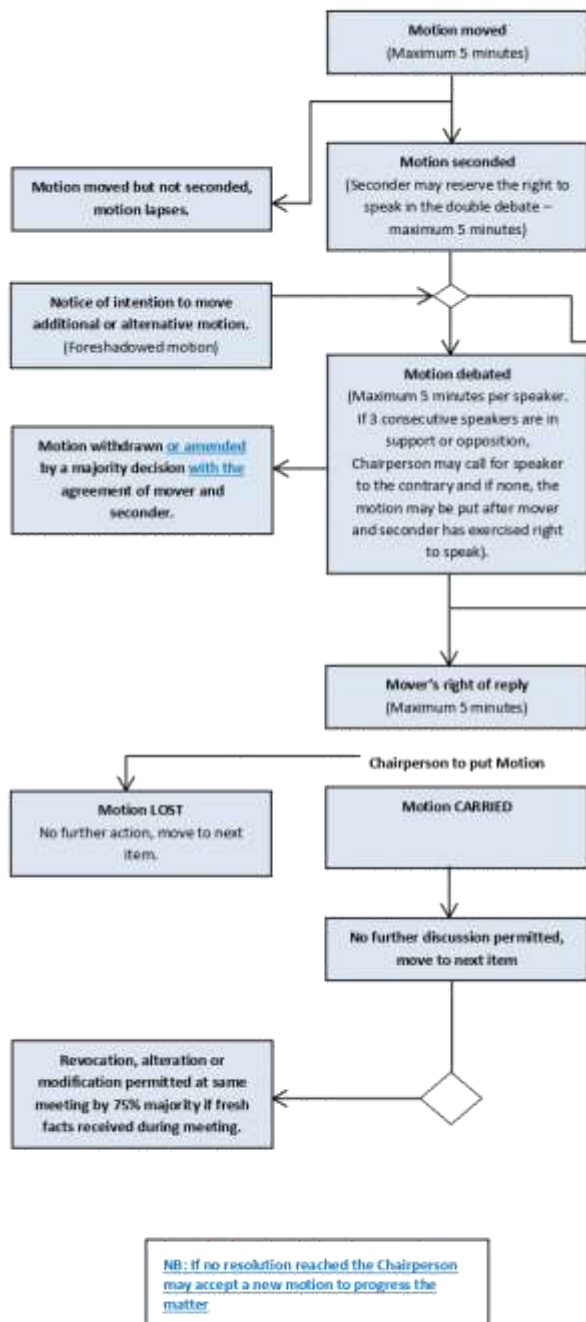 Motion moved
(Maximum 5 minutes)
Motion seconded
(Seconder may reserve the right to
speak in the double debate –
maximum 5 minutes)
Motion moved but not seconded,
motion lapses.
Notice of intention to move
additional or alternative motion.
(Foreshadowed motion)
Motion debated
(Maximum 5 minutes per speaker.
If 3 consecutive speakers are in
support or opposition,
Chairperson may call for speaker
to the contrary and if none, the
motion may be put after mover
and seconder has exercised right
to speak).
Motion withdrawn or amended
by a majority decision with the
agreement of mover and
seconder.
Mover's right of reply
(Maximum 5 minutes)
Chairperson to put Motion
Motion LOST
No further action, move to next
item.
Motion CARRIED
No further discussion permitted,
move to next item
Revocation, alteration or
modification permitted at same
meeting by 75% majority if fresh
facts received during meeting.
NB: If no resolution reached the Chairperson
may accept a new motion to progress the
matter